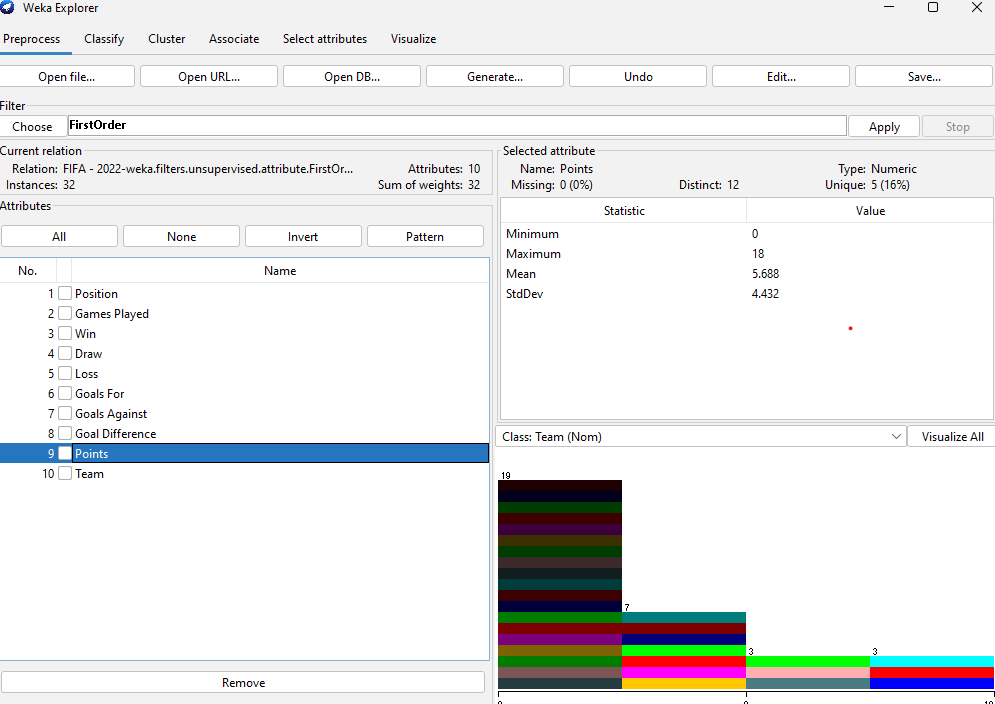 Weka Explorer
Preprocess Classify Cluster Associate Select attributes Visualize
Open file... Open URL... Open DB... Generate... Undo Edit... Save...
Filter
Choose FirstOrder Apply Stop
Current relation
Relation: FIFA - 2022-weka.filters.unsupervised.attribute.FirstOr... Attributes: 10
Instances: 32 Sum of weights: 32
Attributes
All None Invert Pattern
No. Name
1 Position
2 Games Played
3 Win
4 Draw
5 Loss
6 Goals For
7 Goals Against
8 Goal Difference
9 Points
10 Team
Remove
Selected attribute
Name: Points Type: Numeric
Missing: 0 (0%) Distinct: 12 Unique: 5 (16%)
Statistic Value
Minimum 0
Maximum 18
Mean 5.688
StdDev 4.432
Class: Team (Nom) Visualize All
19
7
3 3